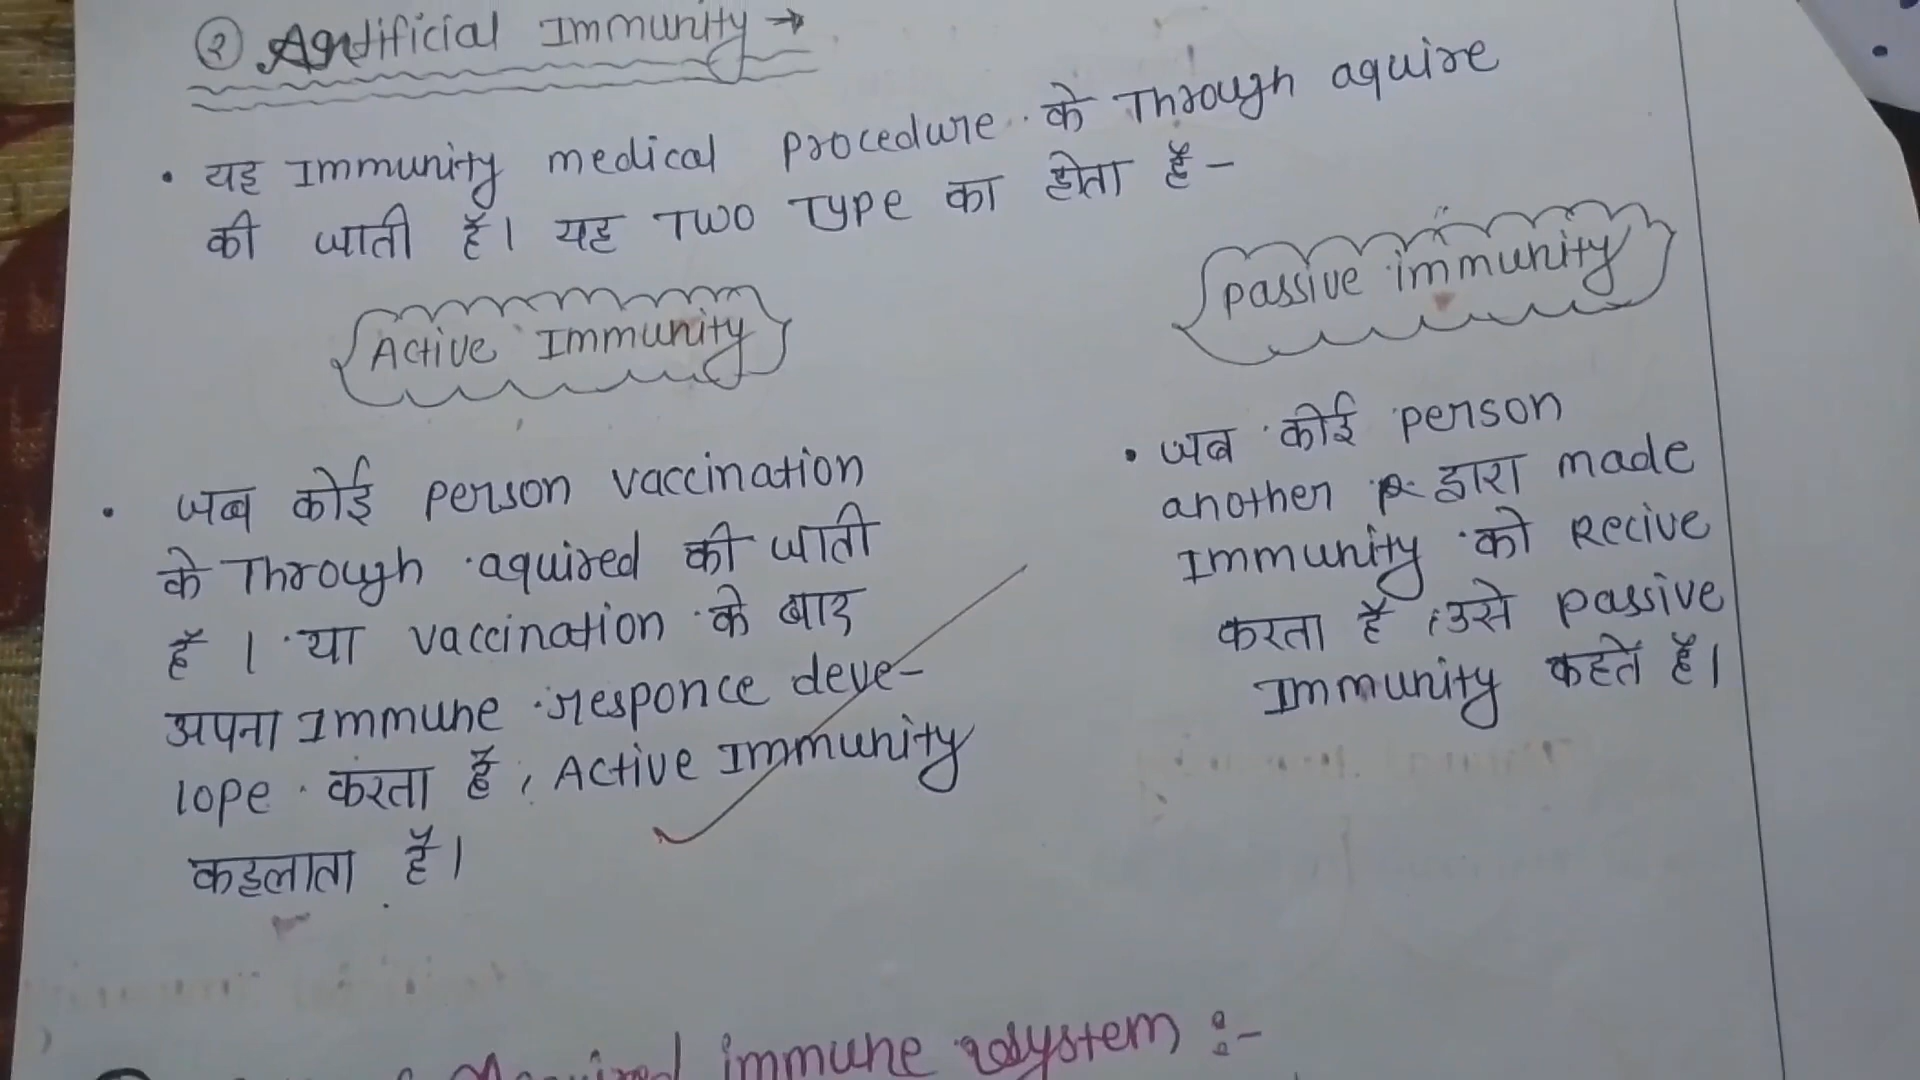 ② Artificial Immunity →
• यह Immunity medical procedure के Through aquire
की जाती है। यह Two Type का होता है –
Active Immunity
• जब कोई person vaccination
के Through aquired की जाती
है । या vaccination के बाद
अपना Immune responce deve-
lope करता है, Active Immunity
कहलाता है।
Passive immunity
• जब कोई person
another द्वारा made
Immunity को Recive
करता है, उसे passive
Immunity कहते है।
Acquired immune system :-